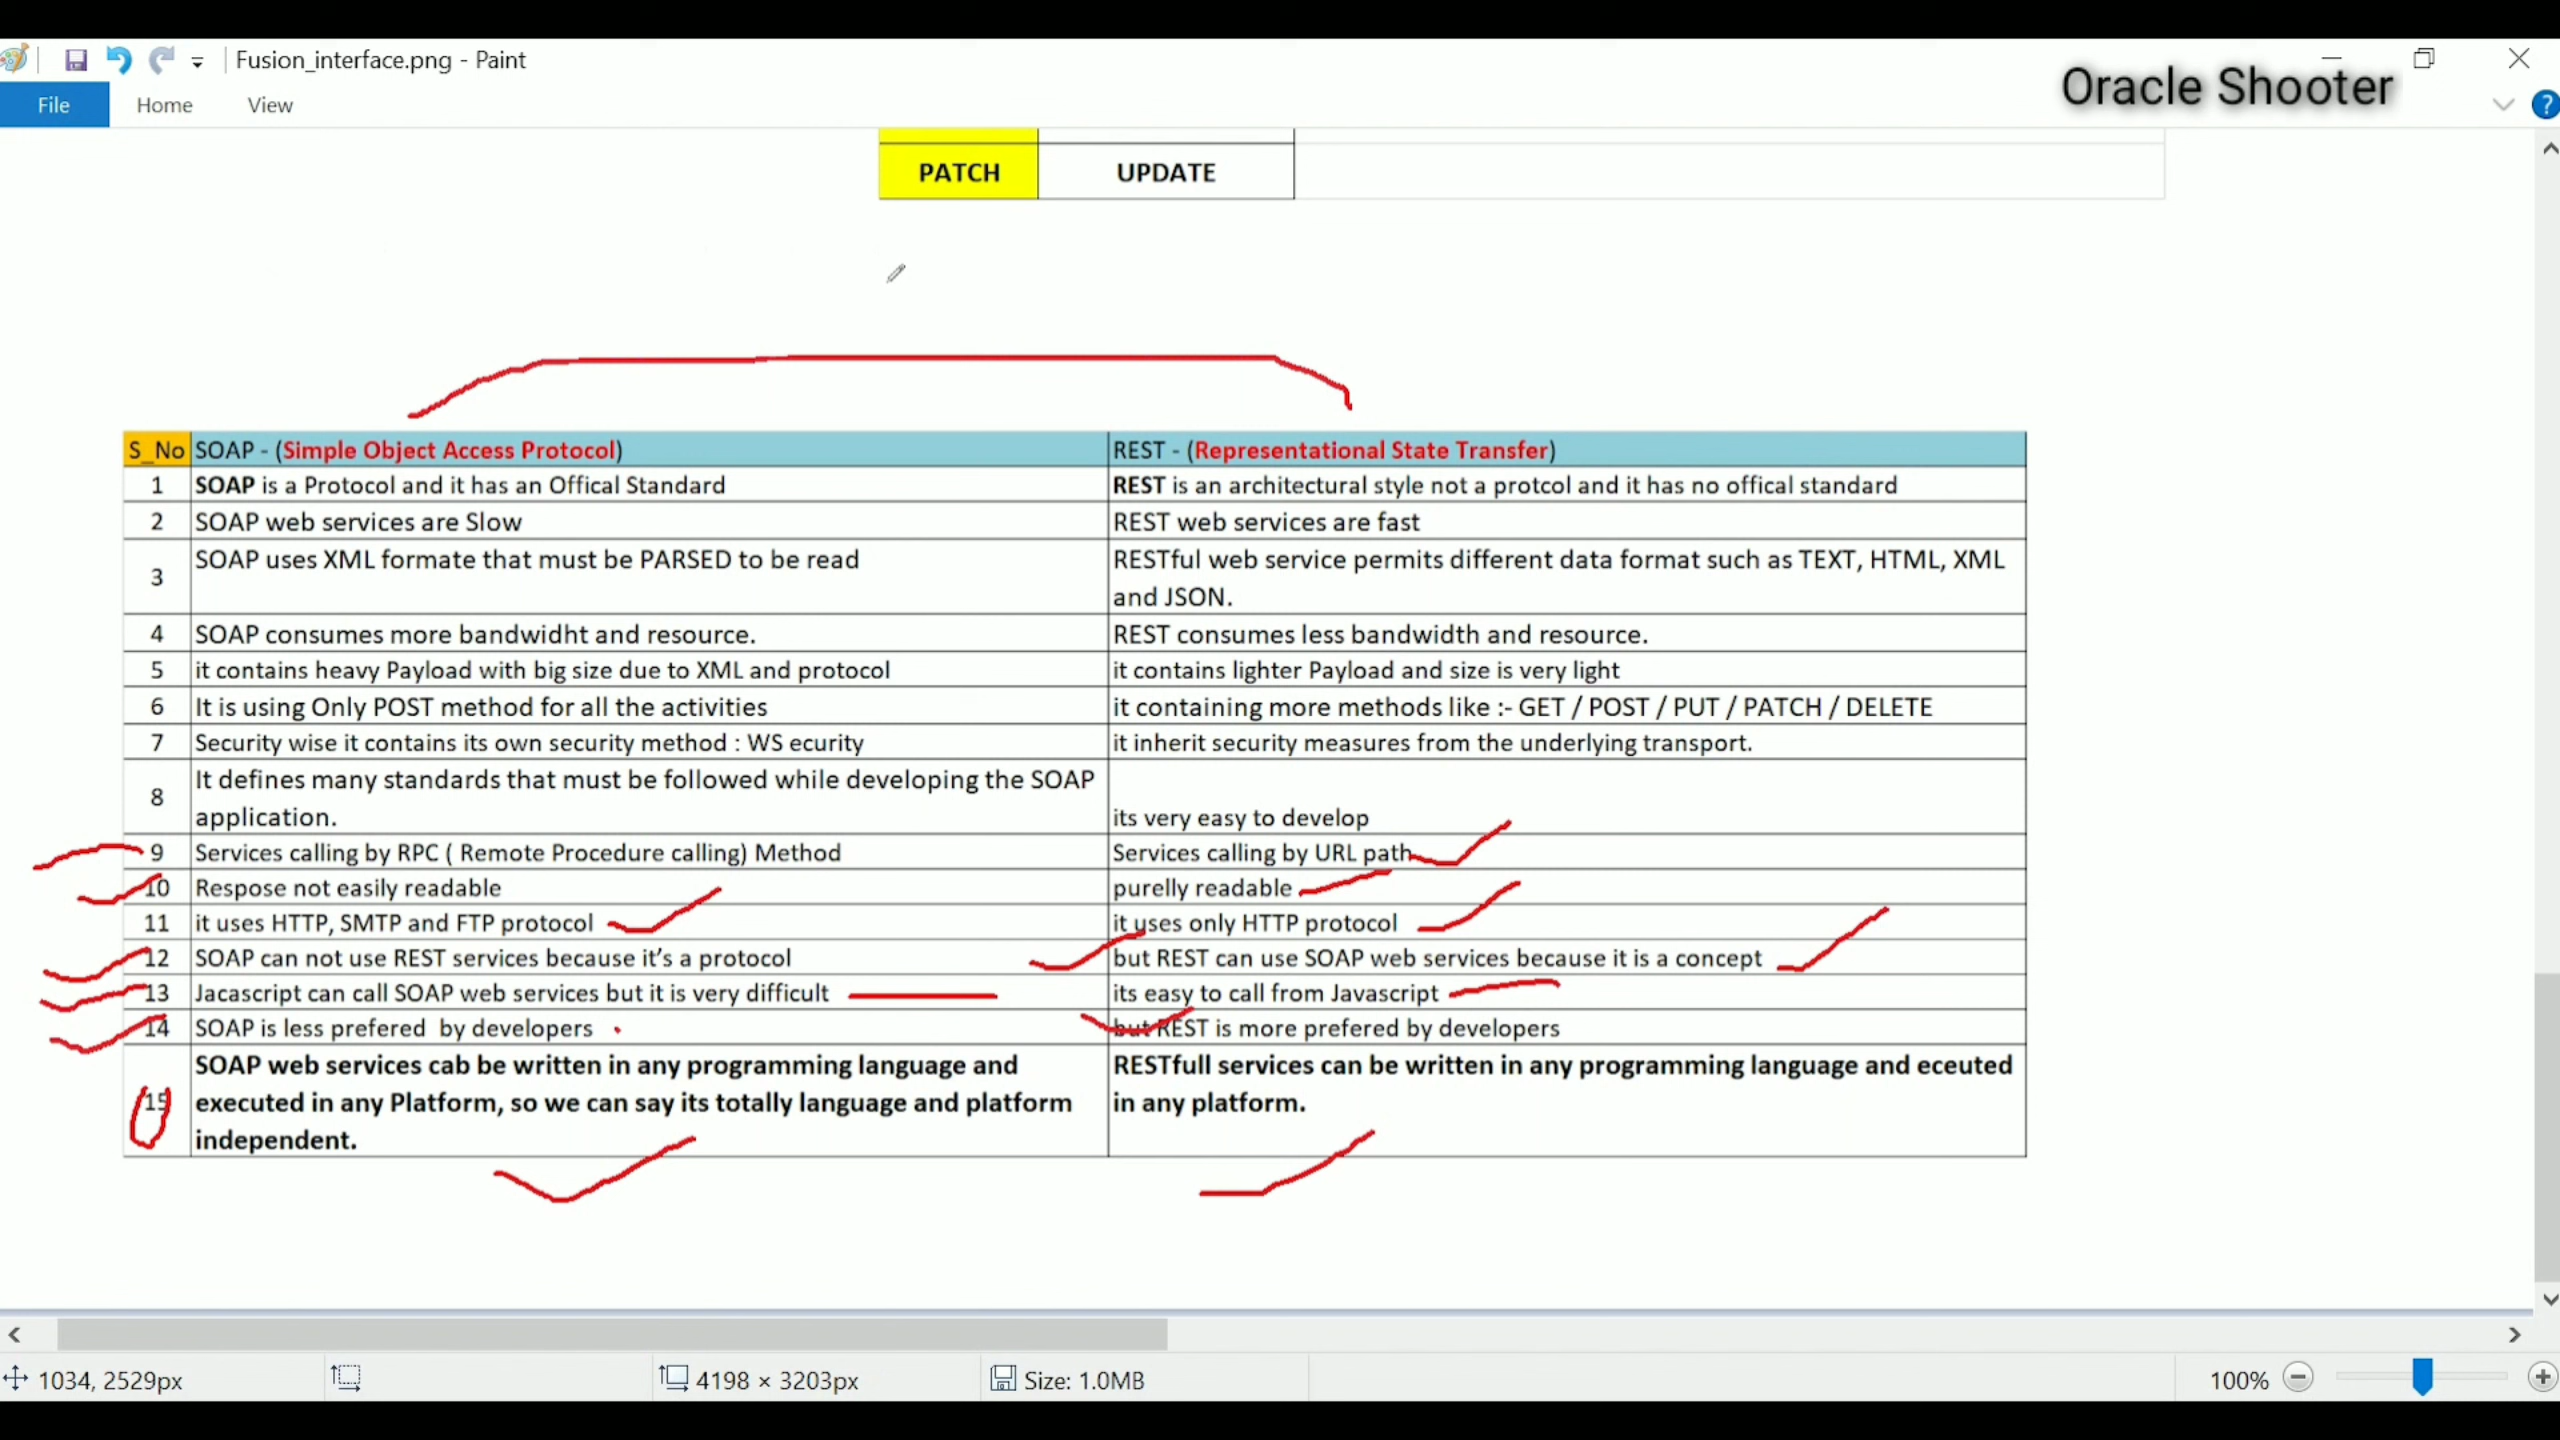 Fusion_interface.png - Paint
Oracle Shooter
File Home View
?
PATCH UPDATE
S_No SOAP - (Simple Object Access Protocol) REST - (Representational State Transfer)
1 SOAP is a Protocol and it has an Offical Standard REST is an architectural style not a protcol and it has no offical standard
2 SOAP web services are Slow REST web services are fast
3 SOAP uses XML formate that must be PARSED to be read RESTful web service permits different data format such as TEXT, HTML, XML
and JSON.
4 SOAP consumes more bandwidht and resource. REST consumes less bandwidth and resource.
5 it contains heavy Payload with big size due to XML and protocol it contains lighter Payload and size is very light
6 It is using Only POST method for all the activities it containing more methods like :- GET / POST / PUT / PATCH / DELETE
7 Security wise it contains its own security method : WS ecurity it inherit security measures from the underlying transport.
8 It defines many standards that must be followed while developing the SOAP
application. its very easy to develop
9 Services calling by RPC ( Remote Procedure calling) Method Services calling by URL path
10 Respose not easily readable purelly readable
11 it uses HTTP, SMTP and FTP protocol it uses only HTTP protocol
12 SOAP can not use REST services because it's a protocol but REST can use SOAP web services because it is a concept
13 Jacascript can call SOAP web services but it is very difficult its easy to call from Javascript
14 SOAP is less prefered by developers but REST is more prefered by developers
15 SOAP web services cab be written in any programming language and RESTfull services can be written in any programming language and eceuted
executed in any Platform, so we can say its totally language and platform in any platform.
independent.
1034, 2529px 4198 × 3203px Size: 1.0MB 100%